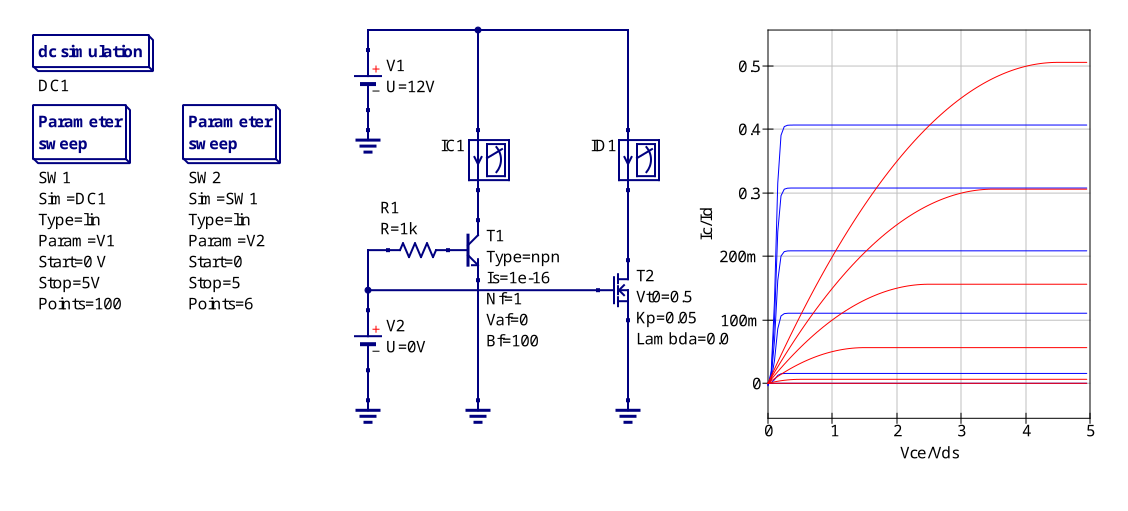 dc simulation
DC1
Parameter
sweep
SW1
Sim=DC1
Type=lin
Param=V1
Start=0 V
Stop=5V
Points=100
Parameter
sweep
SW2
Sim=SW1
Type=lin
Param=V2
Start=0
Stop=5
Points=6
V1
U=12V
IC1
ID1
R1
R=1k
T1
Type=npn
Is=1e-16
Nf=1
Vaf=0
Bf=100
T2
Vt0=0.5
Kp=0.05
Lambda=0.0
V2
U=0V
Ic/Id
0.5
0.4
0.3
200m
100m
0
0 1 2 3 4 5
Vce/Vds